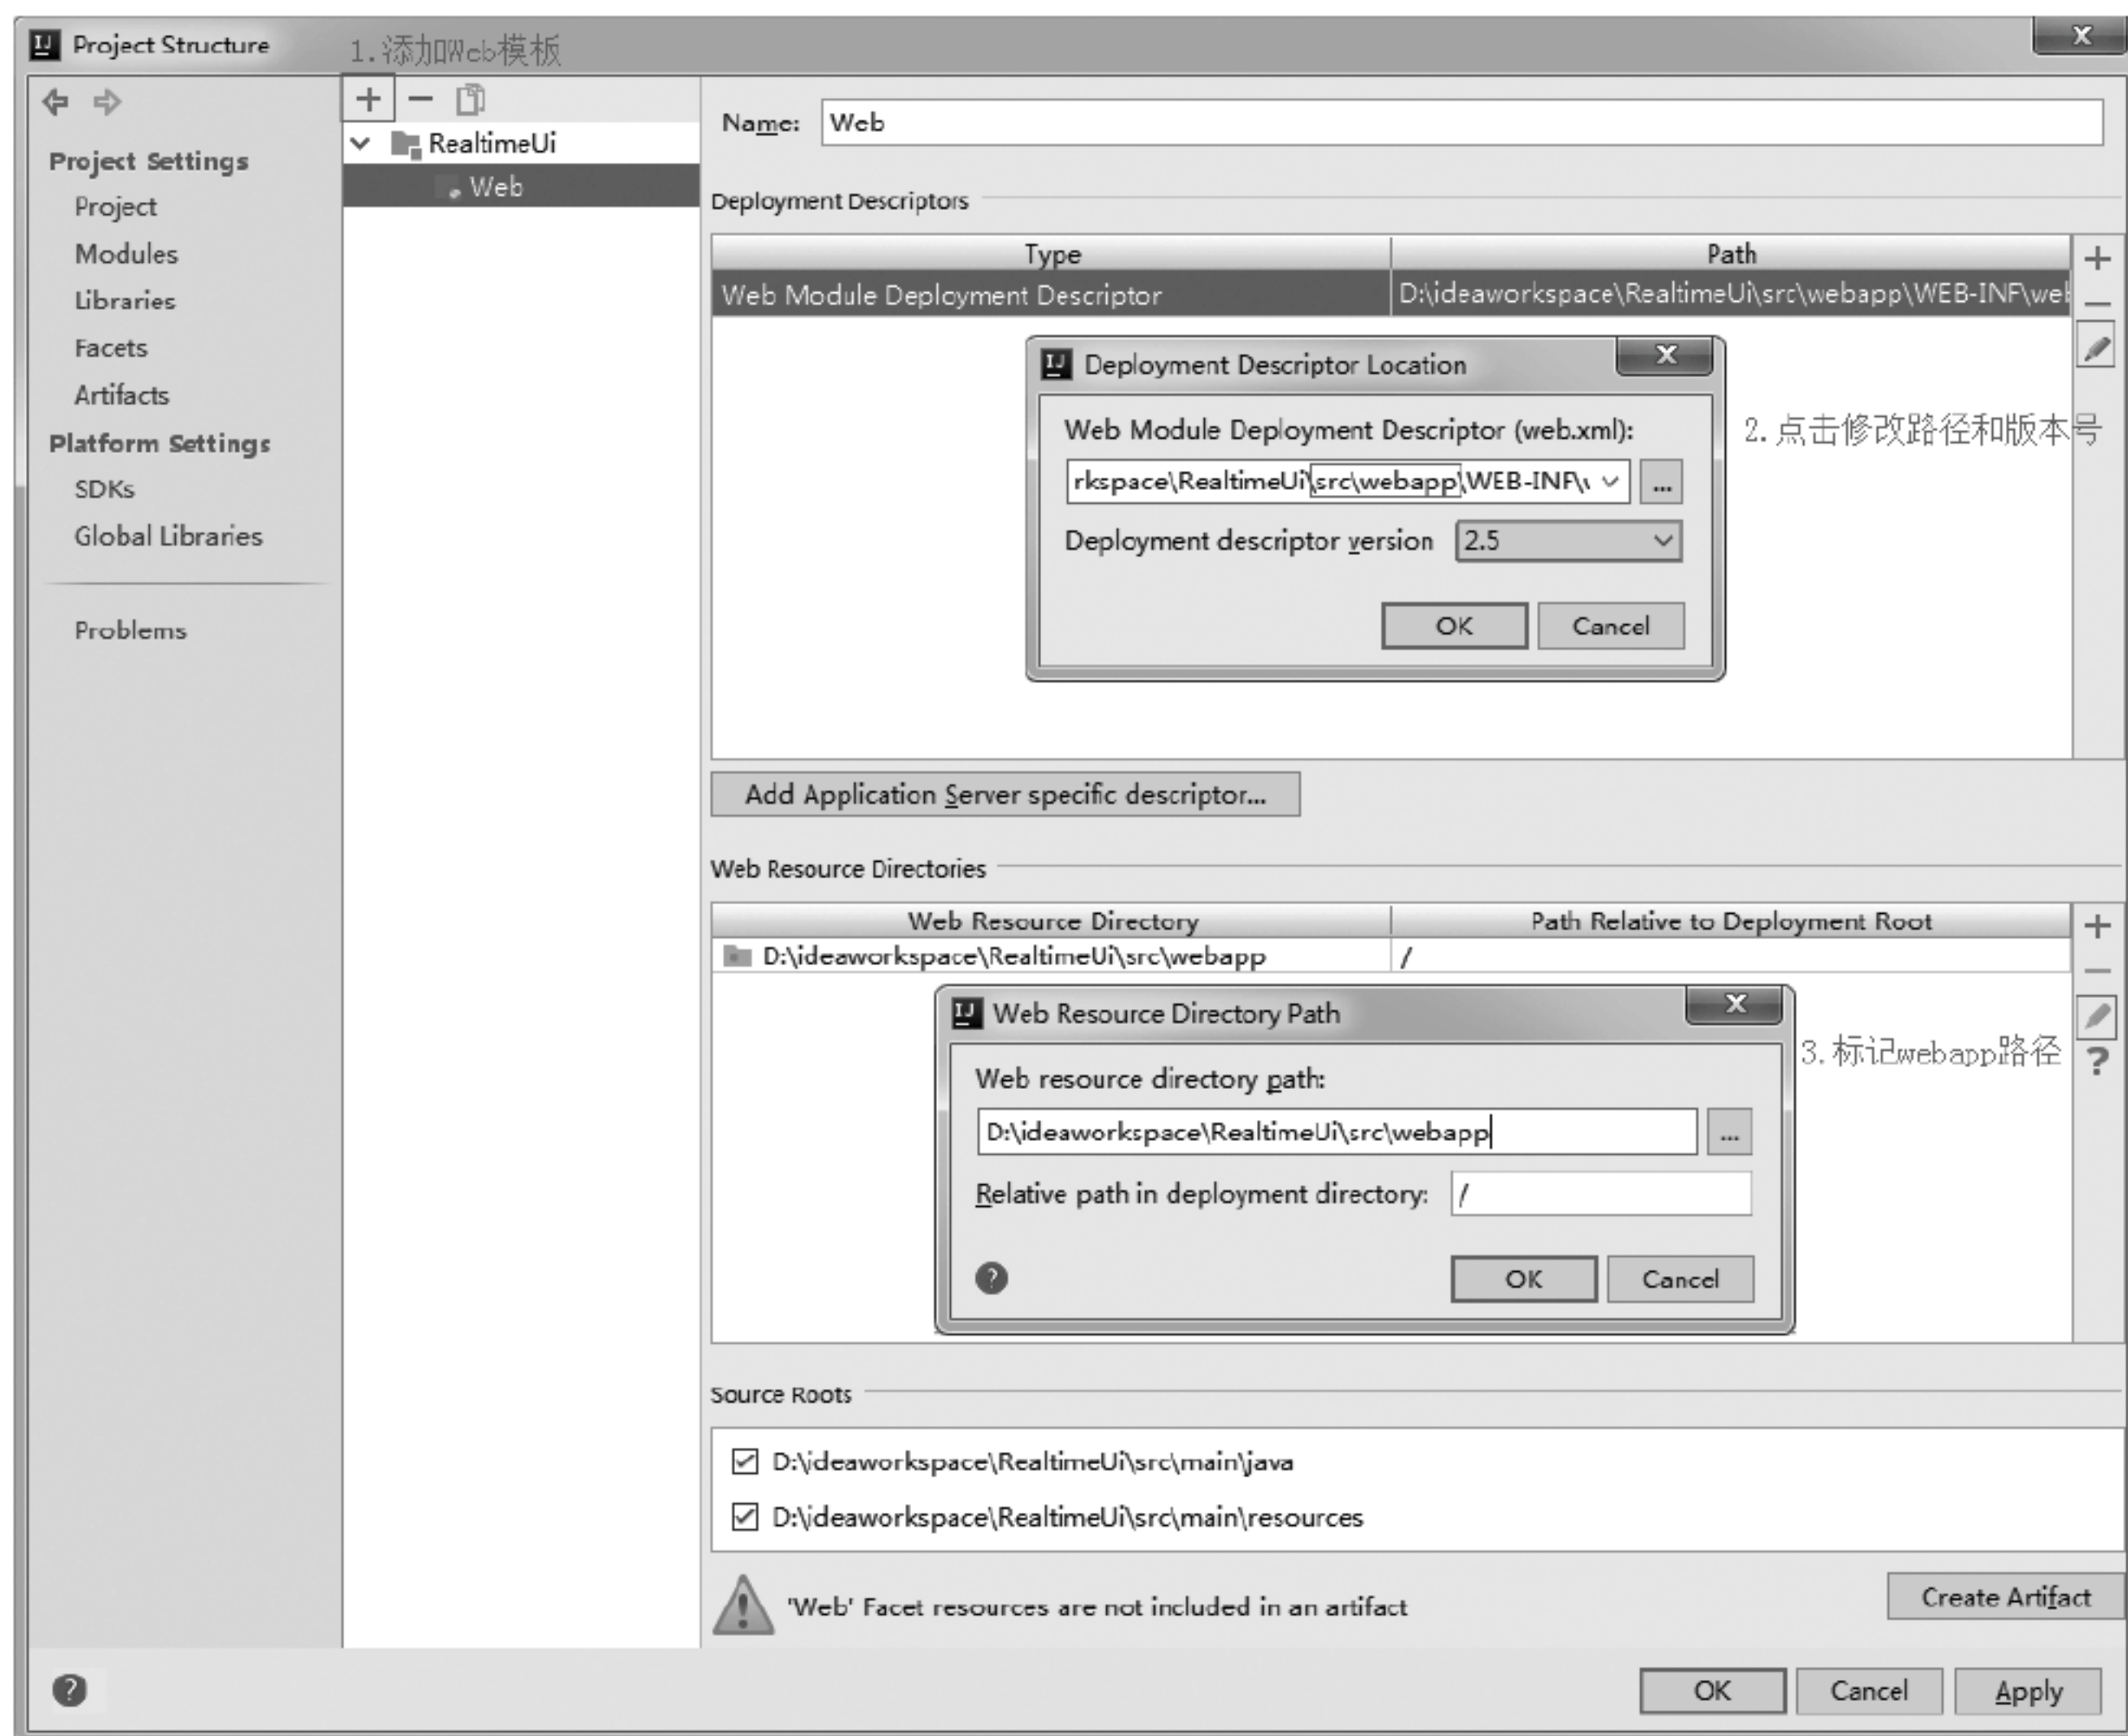 Project Structure
1.添加Web模板
Project Settings
Project
Modules
Libraries
Facets
Artifacts
Platform Settings
SDKs
Global Libraries
Problems
RealtimeUi
Web
Name: Web
Deployment Descriptors
Type Path
Web Module Deployment Descriptor D:\ideaworkspace\RealtimeUi\src\webapp\WEB-INF\wel
Deployment Descriptor Location
Web Module Deployment Descriptor (web.xml):
rkspace\RealtimeUi\src\webapp\WEB-INF\ ...
Deployment descriptor version 2.5
OK Cancel
2.点击修改路径和版本号
Add Application Server specific descriptor...
Web Resource Directories
Web Resource Directory Path Relative to Deployment Root
D:\ideaworkspace\RealtimeUi\src\webapp /
Web Resource Directory Path
Web resource directory path:
D:\ideaworkspace\RealtimeUi\src\webapp ...
Relative path in deployment directory: /
OK Cancel
3.标记webapp路径
Source Roots
D:\ideaworkspace\RealtimeUi\src\main\java
D:\ideaworkspace\RealtimeUi\src\main\resources
'Web' Facet resources are not included in an artifact
Create Artifact
OK Cancel Apply